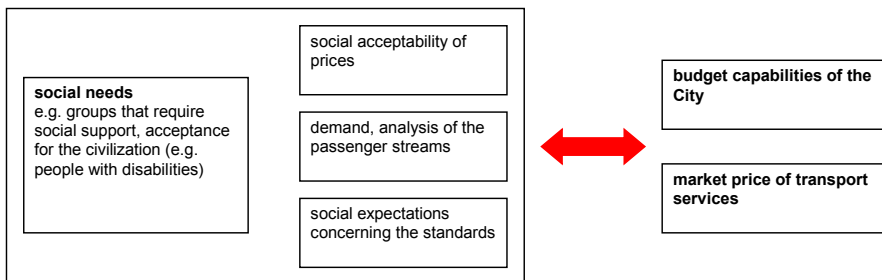 social needs
e.g. groups that require
social support, acceptance
for the civilization (e.g.
people with disabilities)
social acceptability of
prices
demand, analysis of the
passenger streams
social expectations
concerning the standards
budget capabilities of the
City
market price of transport
services